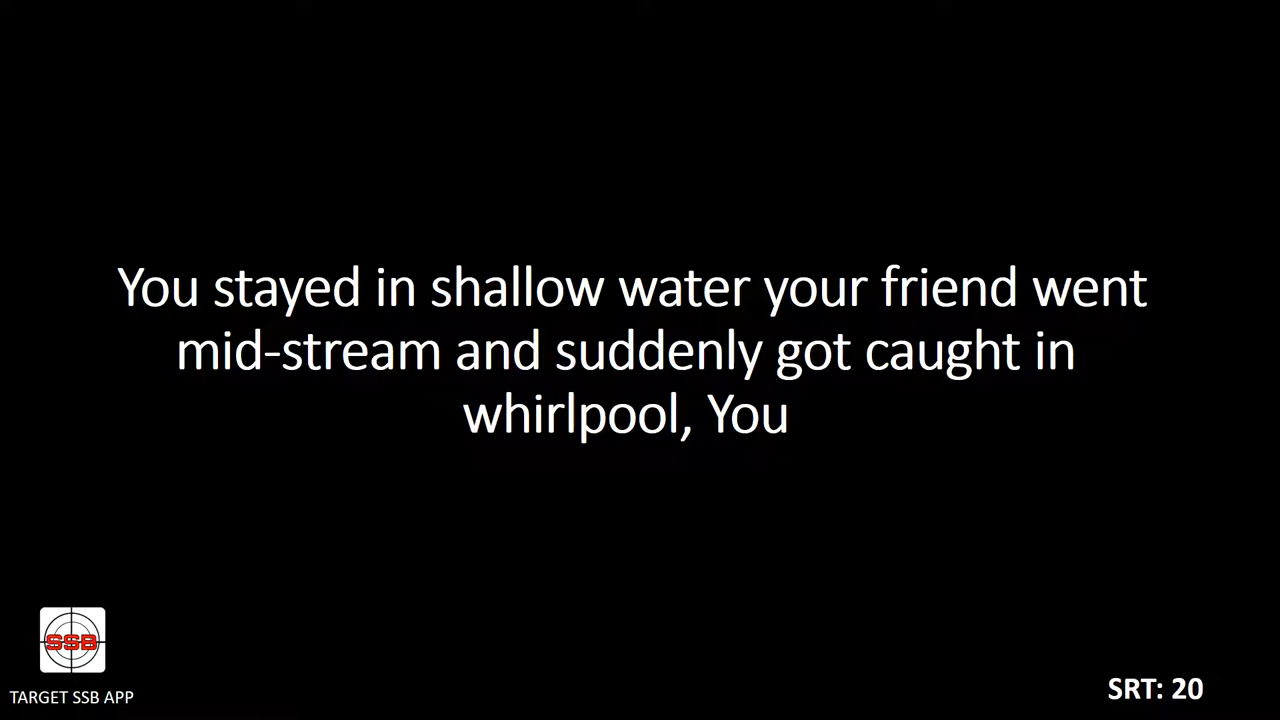 You stayed in shallow water your friend went
mid-stream and suddenly got caught in
whirlpool, You
SSB
TARGET SSB APP
SRT: 20